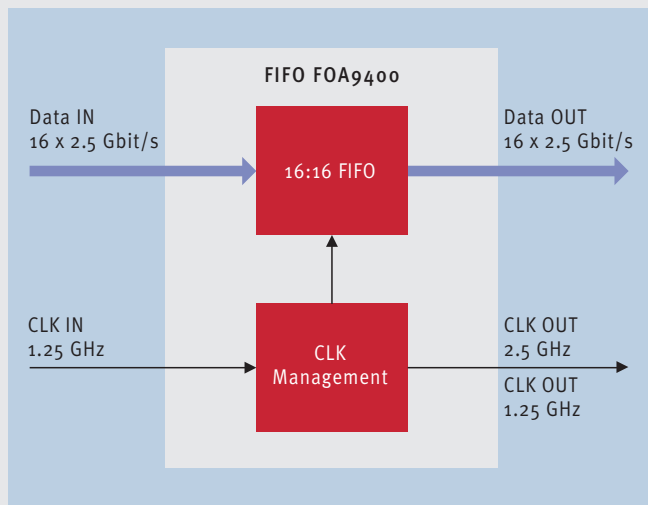 FIFO FOA9400
Data IN
16 x 2.5 Gbit/s
16:16 FIFO
Data OUT
16 x 2.5 Gbit/s
CLK IN
1.25 GHz
CLK
Management
CLK OUT
2.5 GHz
CLK OUT
1.25 GHz